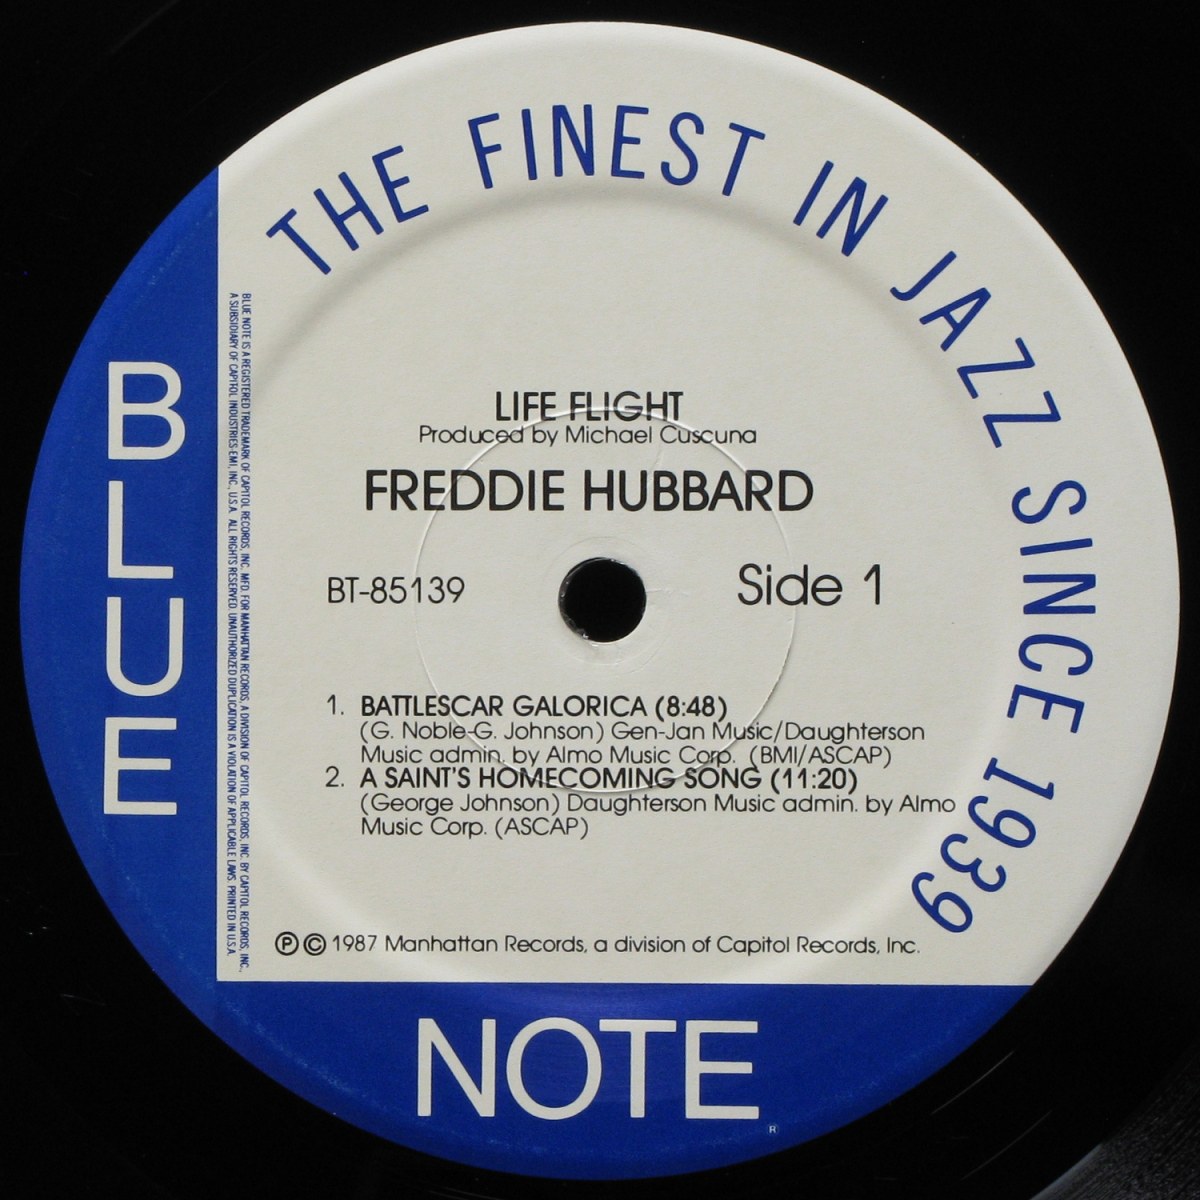 THE FINEST IN JAZZ SINCE 1939
BLUE
BLUE NOTE IS A REGISTERED TRADEMARK OF CAPITOL RECORDS, INC. MFD. FOR MANHATTAN RECORDS, A DIVISION OF CAPITOL RECORDS, INC. BY CAPITOL RECORDS, INC.,
A SUBSIDIARY OF CAPITOL INDUSTRIES-EMI, INC., U.S.A. ALL RIGHTS RESERVED. UNAUTHORIZED DUPLICATION IS A VIOLATION OF APPLICABLE LAWS. PRINTED IN U.S.A.
LIFE FLIGHT
Produced by Michael Cuscuna
FREDDIE HUBBARD
BT-85139 Side 1
1. BATTLESCAR GALORICA (8:48)
(G. Noble-G. Johnson) Gen-Jan Music/Daughterson
Music admin. by Almo Music Corp. (BMI/ASCAP)
2. A SAINT'S HOMECOMING SONG (11:20)
(George Johnson) Daughterson Music admin. by Almo
Music Corp. (ASCAP)
℗ © 1987 Manhattan Records, a division of Capitol Records, Inc.
NOTE ®